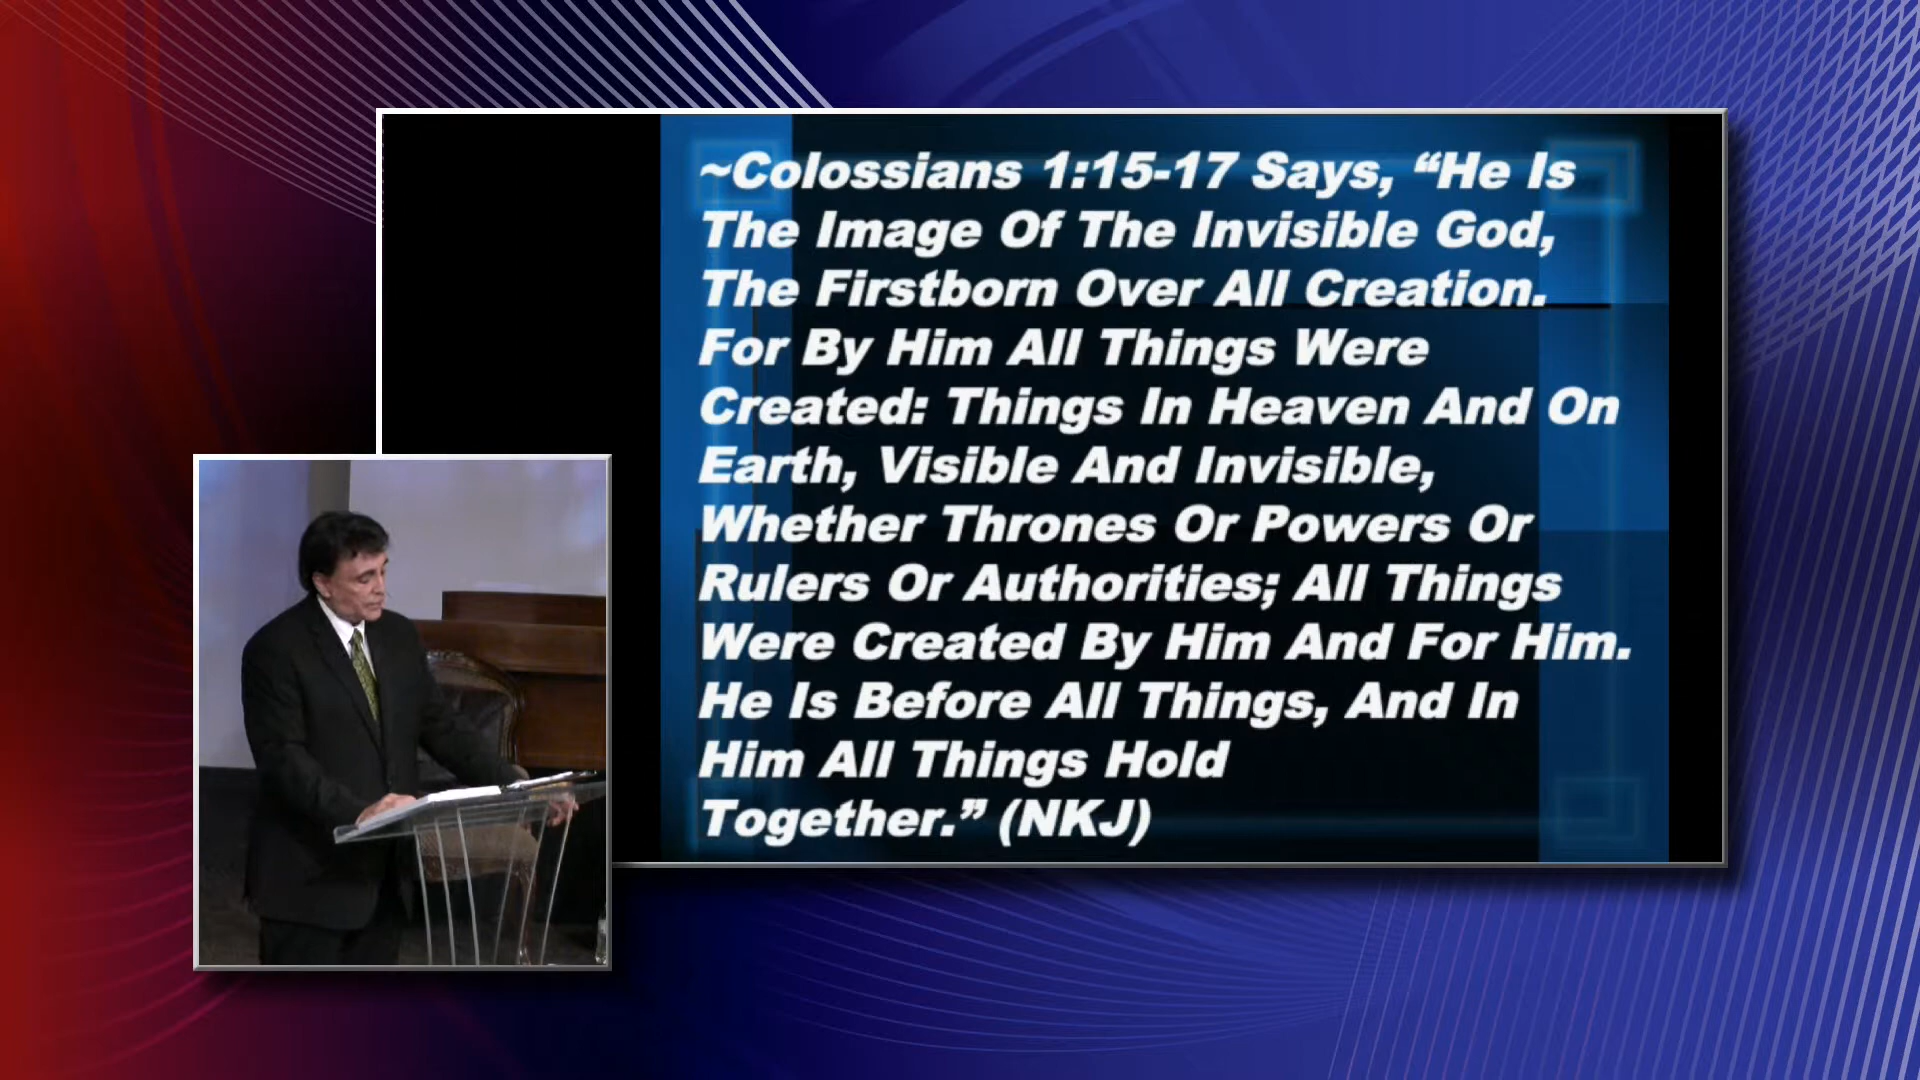 ~Colossians 1:15-17 Says, “He Is
The Image Of The Invisible God,
The Firstborn Over All Creation.
For By Him All Things Were
Created: Things In Heaven And On
Earth, Visible And Invisible,
Whether Thrones Or Powers Or
Rulers Or Authorities; All Things
Were Created By Him And For Him.
He Is Before All Things, And In
Him All Things Hold
Together.” (NKJ)